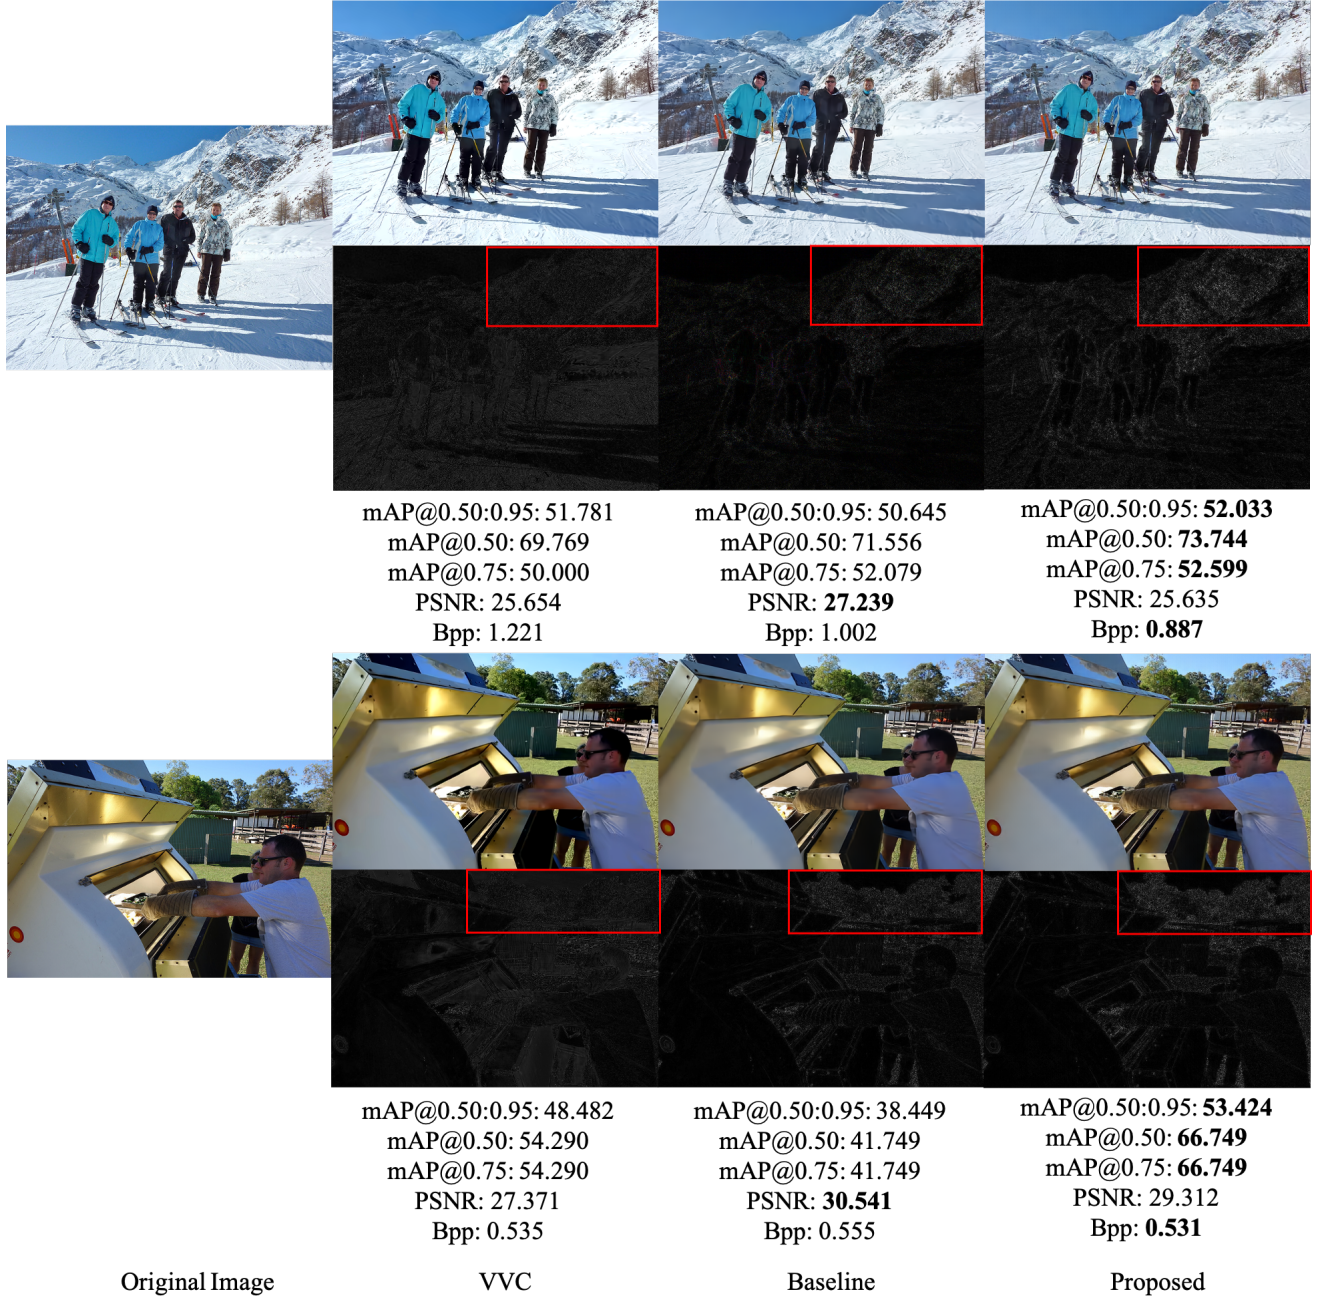 mAP@0.50:0.95: 51.781
mAP@0.50: 69.769
mAP@0.75: 50.000
PSNR: 25.654
Bpp: 1.221
mAP@0.50:0.95: 50.645
mAP@0.50: 71.556
mAP@0.75: 52.079
PSNR: 27.239
Bpp: 1.002
mAP@0.50:0.95: 52.033
mAP@0.50: 73.744
mAP@0.75: 52.599
PSNR: 25.635
Bpp: 0.887
mAP@0.50:0.95: 48.482
mAP@0.50: 54.290
mAP@0.75: 54.290
PSNR: 27.371
Bpp: 0.535
mAP@0.50:0.95: 38.449
mAP@0.50: 41.749
mAP@0.75: 41.749
PSNR: 30.541
Bpp: 0.555
mAP@0.50:0.95: 53.424
mAP@0.50: 66.749
mAP@0.75: 66.749
PSNR: 29.312
Bpp: 0.531
Original Image
VVC
Baseline
Proposed